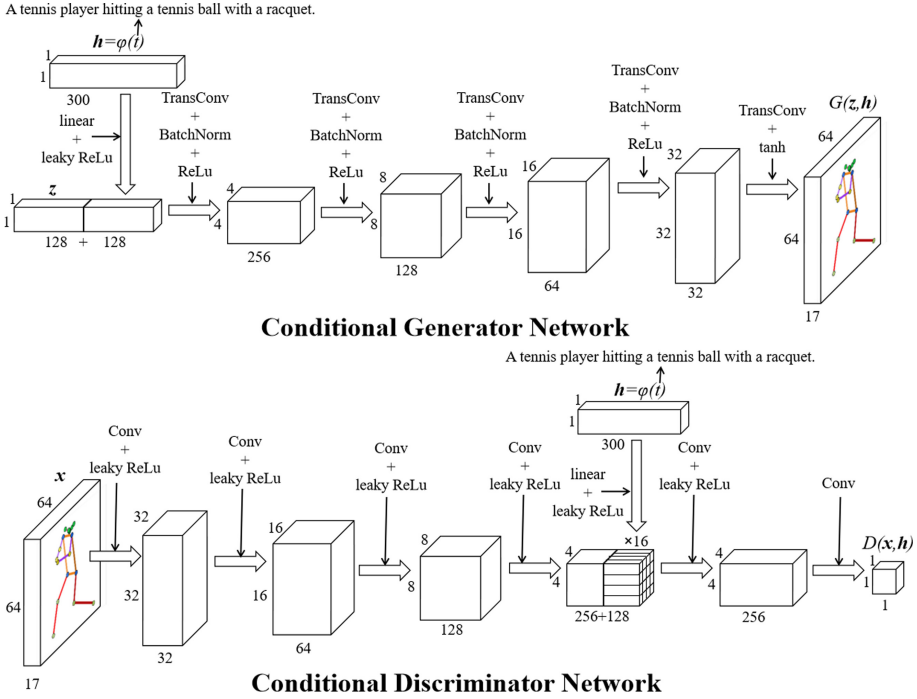 A tennis player hitting a tennis ball with a racquet.
h=φ(t)
1
1
300
linear
+
leaky ReLu
z
1
1
128 + 128
TransConv
+
BatchNorm
+
ReLu
4
4
256
TransConv
+
BatchNorm
+
ReLu
8
8
128
TransConv
+
BatchNorm
+
ReLu
16
16
64
TransConv
+
BatchNorm
+
ReLu
32
32
32
TransConv
+
tanh
G(z,h)
64
64
17
Conditional Generator Network
A tennis player hitting a tennis ball with a racquet.
h=φ(t)
1
1
300
linear
+
leaky ReLu
x
64
64
17
Conv
+
leaky ReLu
32
32
32
Conv
+
leaky ReLu
16
16
64
Conv
+
leaky ReLu
8
8
128
Conv
+
leaky ReLu
×16
4
4
256+128
Conv
+
leaky ReLu
4
4
256
Conv
D(x,h)
1
1
1
Conditional Discriminator Network